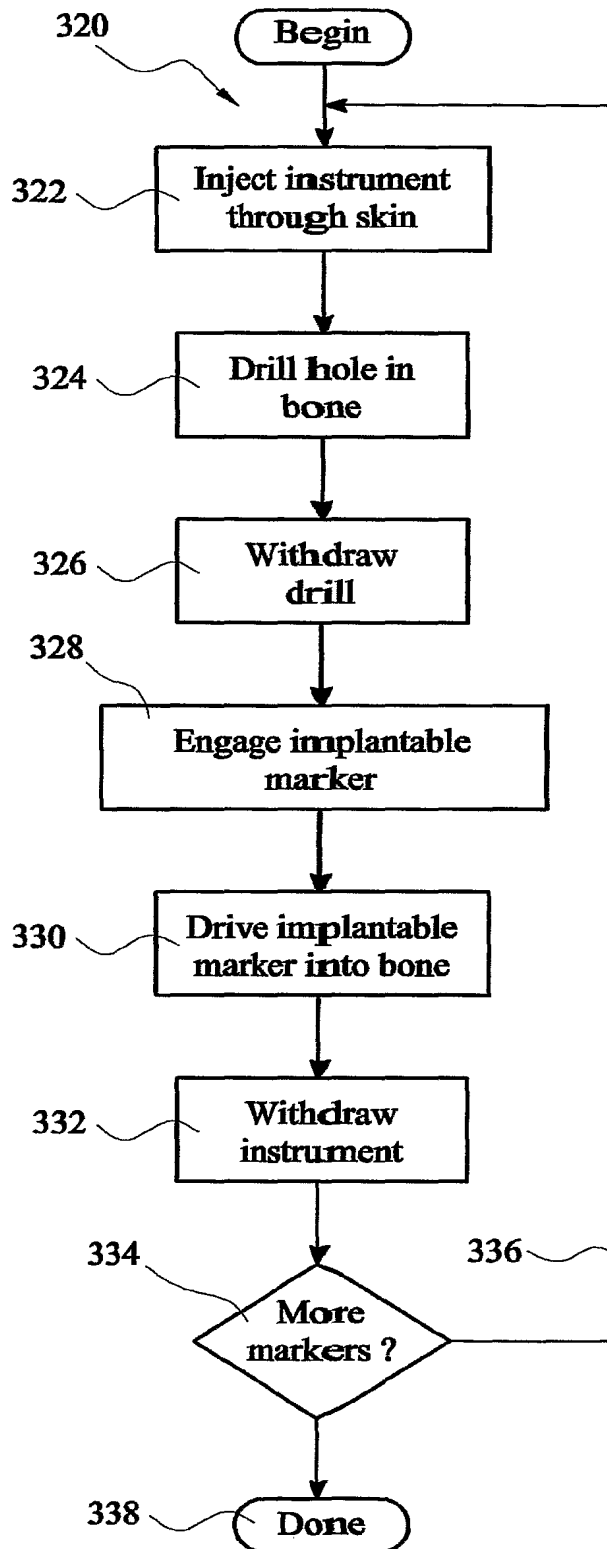 320
Begin
322
Inject instrument
through skin
324
Drill hole in
bone
326
Withdraw
drill
328
Engage implantable
marker
330
Drive implantable
marker into bone
332
Withdraw
instrument
334
336
More
markers ?
338
Done